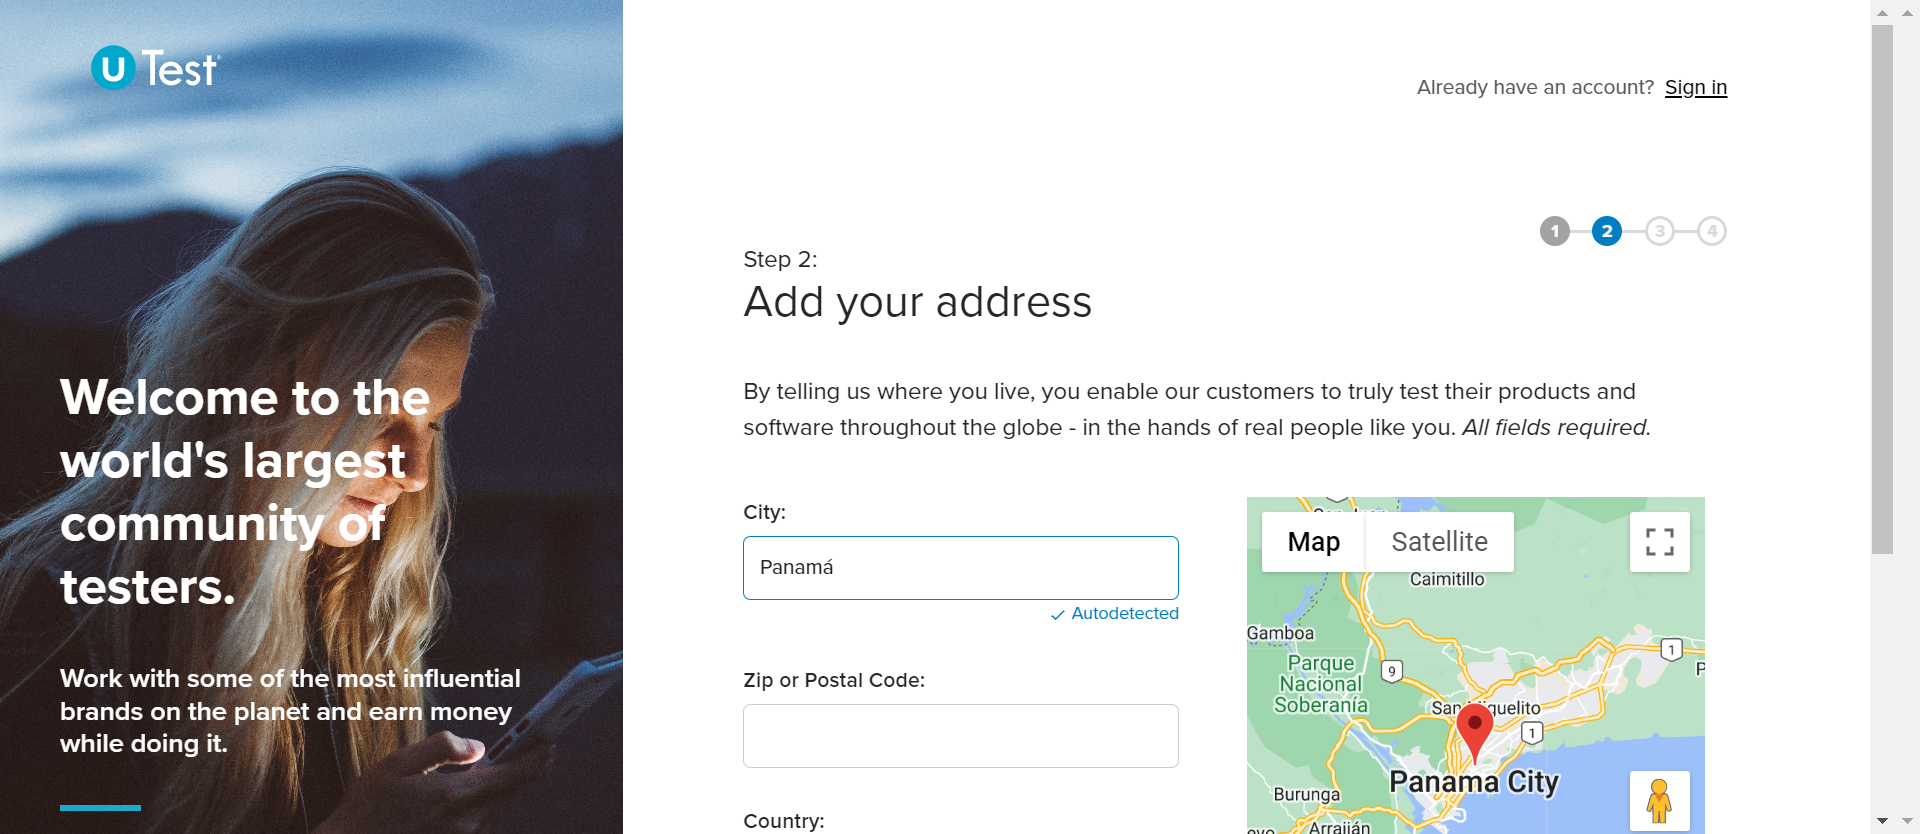 u Test
Already have an account? Sign in
1 2 3 4
Step 2:
Add your address
Welcome to the
world's largest
community of
testers.
Work with some of the most influential
brands on the planet and earn money
while doing it.
By telling us where you live, you enable our customers to truly test their products and
software throughout the globe - in the hands of real people like you. All fields required.
City:
Panamá
Autodetected
Zip or Postal Code:
Country:
Map Satellite
Caimitillo
Gamboa
1
Parque
Nacional
Soberanía
9
San Miguelito
1
Panama City
Burunga
Arraiján